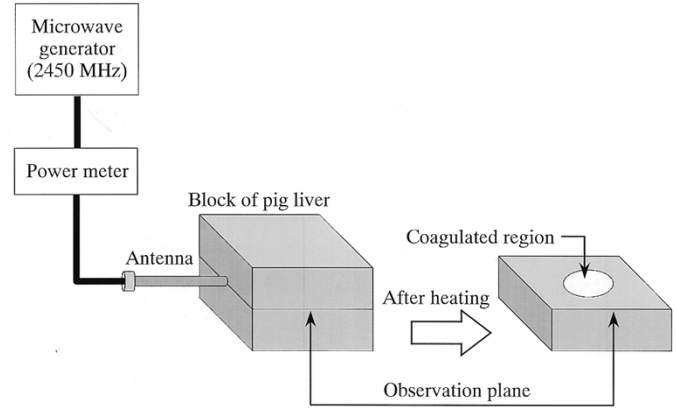 Microwave
generator
(2450 MHz)
Power meter
Block of pig liver
Antenna
Coagulated region
After heating
Observation plane